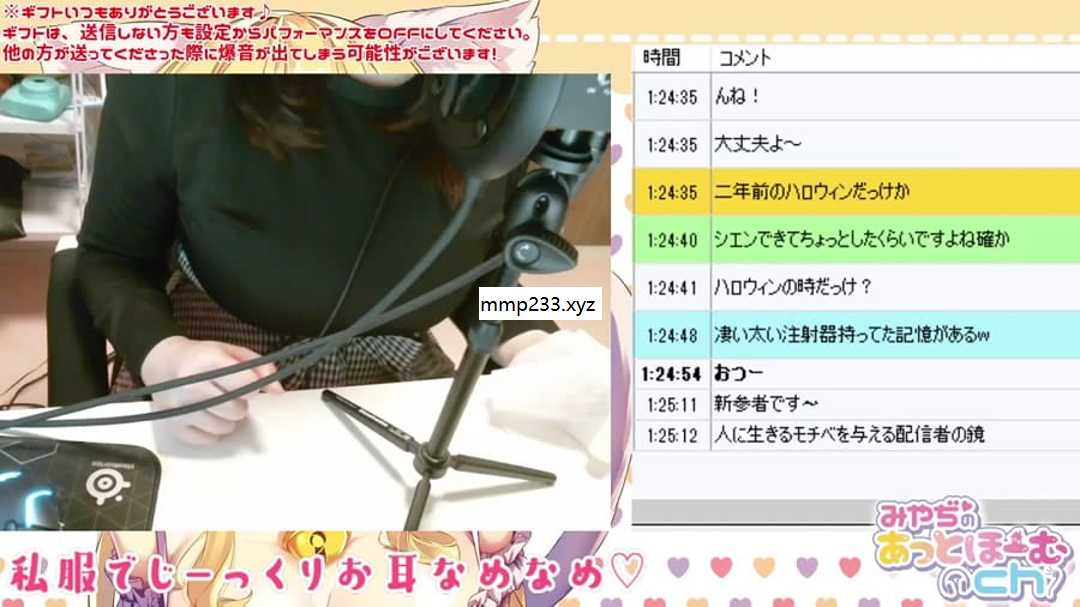 ※ギフトいつもありがとうございます♪
ギフトは、送信しない方も設定からパフォーマンスをOFFにしてください。
他の方が送ってくださった際に爆音が出てしまう可能性がございます!
時間 コメント
1:24:35 んね！
1:24:35 大丈夫よ～
1:24:35 二年前のハロウィンだっけか
1:24:40 シエンできてちょっとしたくらいですよね確か
1:24:41 ハロウィンの時だっけ？
mmp233.xyz
1:24:48 凄い太い注射器持ってた記憶があるw
1:24:54 おつー
1:25:11 新参者です～
1:25:12 人に生きるモチベを与える配信者の鏡
みやぢの
あっとほーむ
ch
私服でじーっくりお耳なめなめ♡